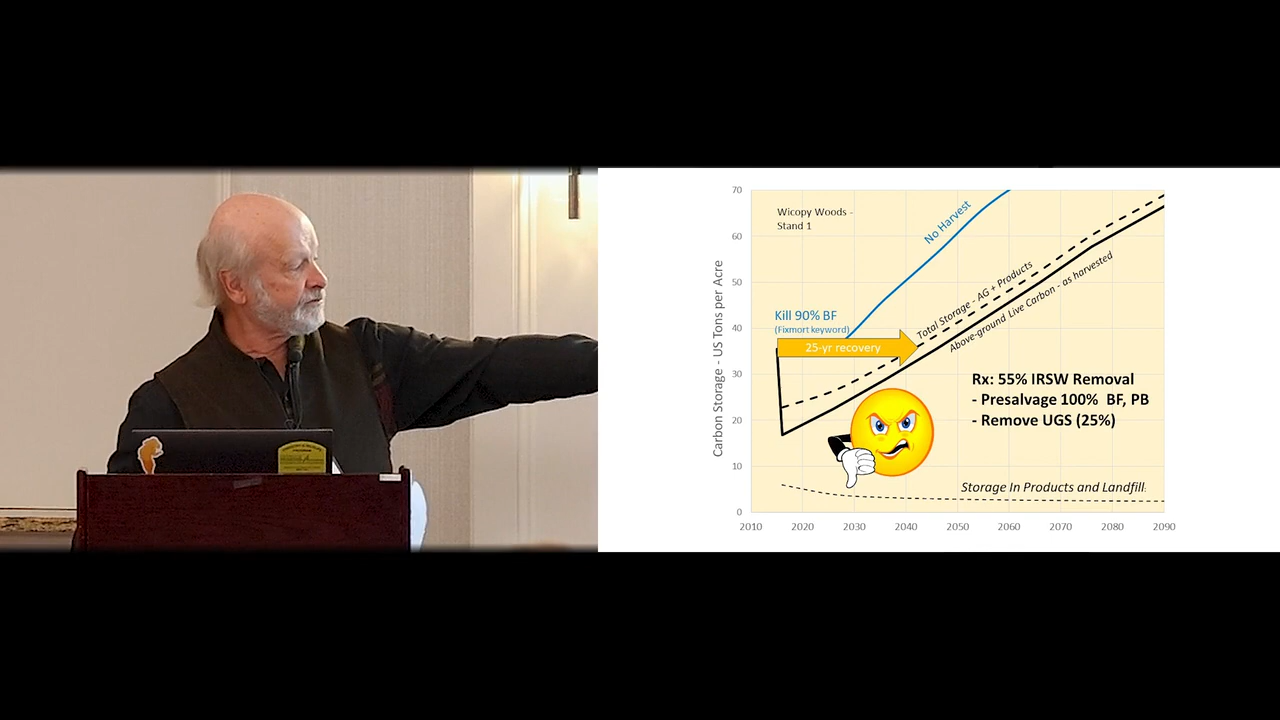 Wicopy Woods -
Stand 1
No Harvest
Kill 90% BF
(Fixmort keyword)
25-yr recovery
Total Storage - AG + Products
Above-ground Live Carbon - as harvested
Rx: 55% IRSW Removal
- Presalvage 100% BF, PB
- Remove UGS (25%)
Storage In Products and Landfill
Carbon Storage - US Tons per Acre
70
60
50
40
30
20
10
0
2010 2020 2030 2040 2050 2060 2070 2080 2090